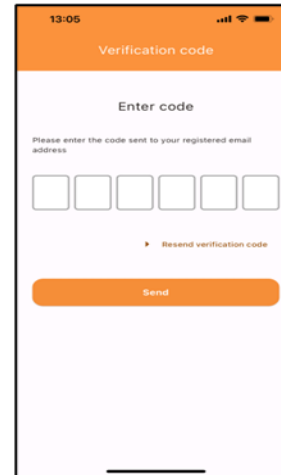 13:05
Verification code
Enter code
Please enter the code sent to your registered email
address
Resend verification code
Send